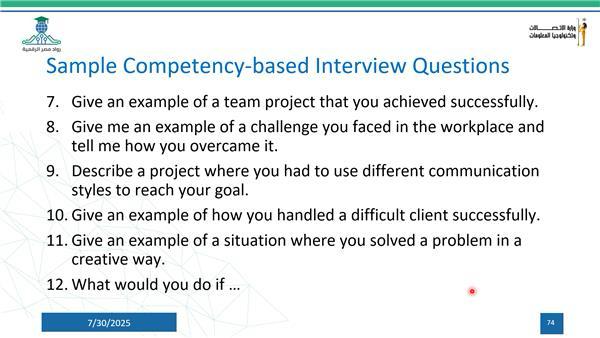 رواد مصر الرقمية
وزارة الاتصـــالات
وتكنولوجيا المعلومات
Sample Competency-based Interview Questions
7. Give an example of a team project that you achieved successfully.
8. Give me an example of a challenge you faced in the workplace and
tell me how you overcame it.
9. Describe a project where you had to use different communication
styles to reach your goal.
10. Give an example of how you handled a difficult client successfully.
11. Give an example of a situation where you solved a problem in a
creative way.
12. What would you do if …
7/30/2025
74